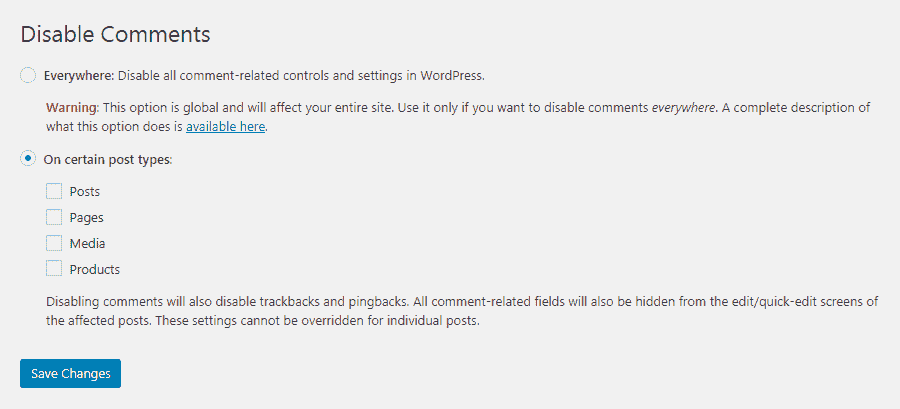 Disable Comments
Everywhere: Disable all comment-related controls and settings in WordPress.
Warning: This option is global and will affect your entire site. Use it only if you want to disable comments everywhere. A complete description of
what this option does is available here.
On certain post types:
Posts
Pages
Media
Products
Disabling comments will also disable trackbacks and pingbacks. All comment-related fields will also be hidden from the edit/quick-edit screens of
the affected posts. These settings cannot be overridden for individual posts.
Save Changes